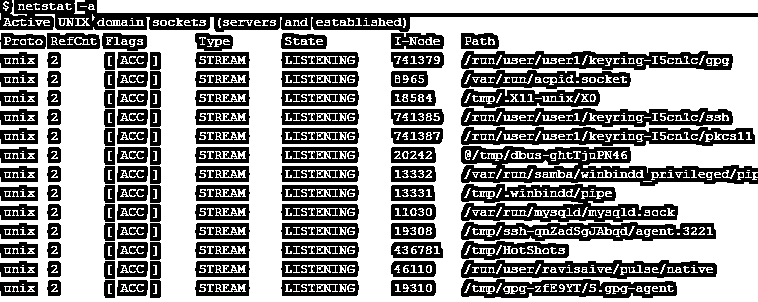 $ netstat -a
Active UNIX domain sockets (servers and established)
Proto RefCnt Flags Type State I-Node Path
unix 2 [ ACC ] STREAM LISTENING 741379 /run/user/user1/keyring-I5cn1c/gpg
unix 2 [ ACC ] STREAM LISTENING 8965 /var/run/acpid.socket
unix 2 [ ACC ] STREAM LISTENING 18584 /tmp/.X11-unix/X0
unix 2 [ ACC ] STREAM LISTENING 741385 /run/user/user1/keyring-I5cn1c/ssh
unix 2 [ ACC ] STREAM LISTENING 741387 /run/user/user1/keyring-I5cn1c/pkcs11
unix 2 [ ACC ] STREAM LISTENING 20242 @/tmp/dbus-ghtTjuPN46
unix 2 [ ACC ] STREAM LISTENING 13332 /var/run/samba/winbindd_privileged/pip
unix 2 [ ACC ] STREAM LISTENING 13331 /tmp/.winbindd/pipe
unix 2 [ ACC ] STREAM LISTENING 11030 /var/run/mysqld/mysqld.sock
unix 2 [ ACC ] STREAM LISTENING 19308 /tmp/ssh-qnZadSgJAbqd/agent.3221
unix 2 [ ACC ] STREAM LISTENING 436781 /tmp/HotShots
unix 2 [ ACC ] STREAM LISTENING 46110 /run/user/ravisaive/pulse/native
unix 2 [ ACC ] STREAM LISTENING 19310 /tmp/gpg-zfE9YT/S.gpg-agent